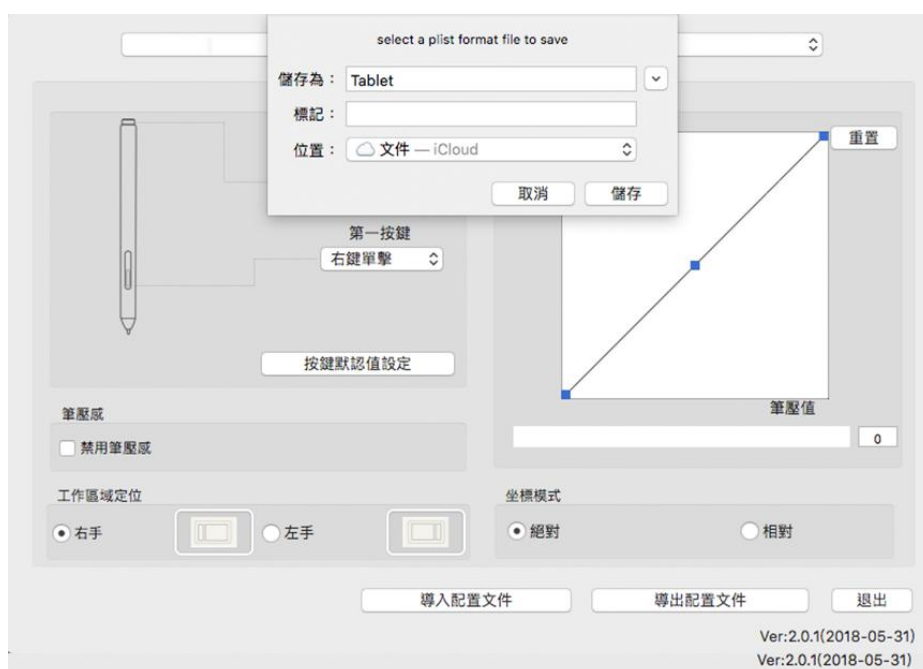 select a plist format file to save
儲存為：
Tablet
標記：
位置：
文件 — iCloud
取消
儲存
重置
第一按鍵
右鍵單擊
按鍵默認值設定
筆壓值
0
筆壓感
禁用筆壓感
工作區域定位
右手
左手
坐標模式
絕對
相對
導入配置文件
導出配置文件
退出
Ver:2.0.1(2018-05-31)
Ver:2.0.1(2018-05-31)